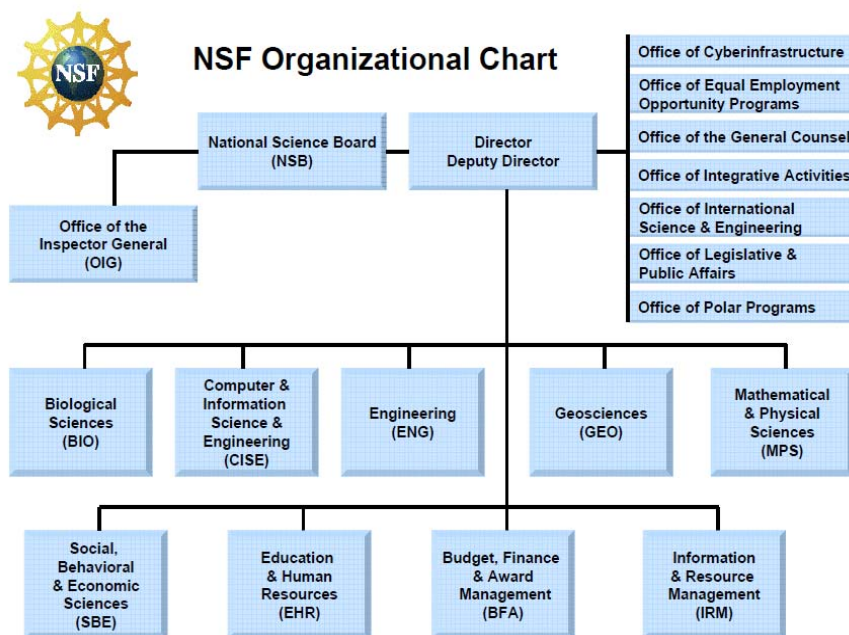 NSF
NSF Organizational Chart
Office of Cyberinfrastructure
Office of Equal Employment
Opportunity Programs
Office of the General Counsel
Office of Integrative Activities
Office of International
Science & Engineering
Office of Legislative &
Public Affairs
Office of Polar Programs
National Science Board
(NSB)
Director
Deputy Director
Office of the
Inspector General
(OIG)
Biological
Sciences
(BIO)
Computer &
Information
Science &
Engineering
(CISE)
Engineering
(ENG)
Geosciences
(GEO)
Mathematical
& Physical
Sciences
(MPS)
Social,
Behavioral
& Economic
Sciences
(SBE)
Education
& Human
Resources
(EHR)
Budget, Finance
& Award
Management
(BFA)
Information
& Resource
Management
(IRM)